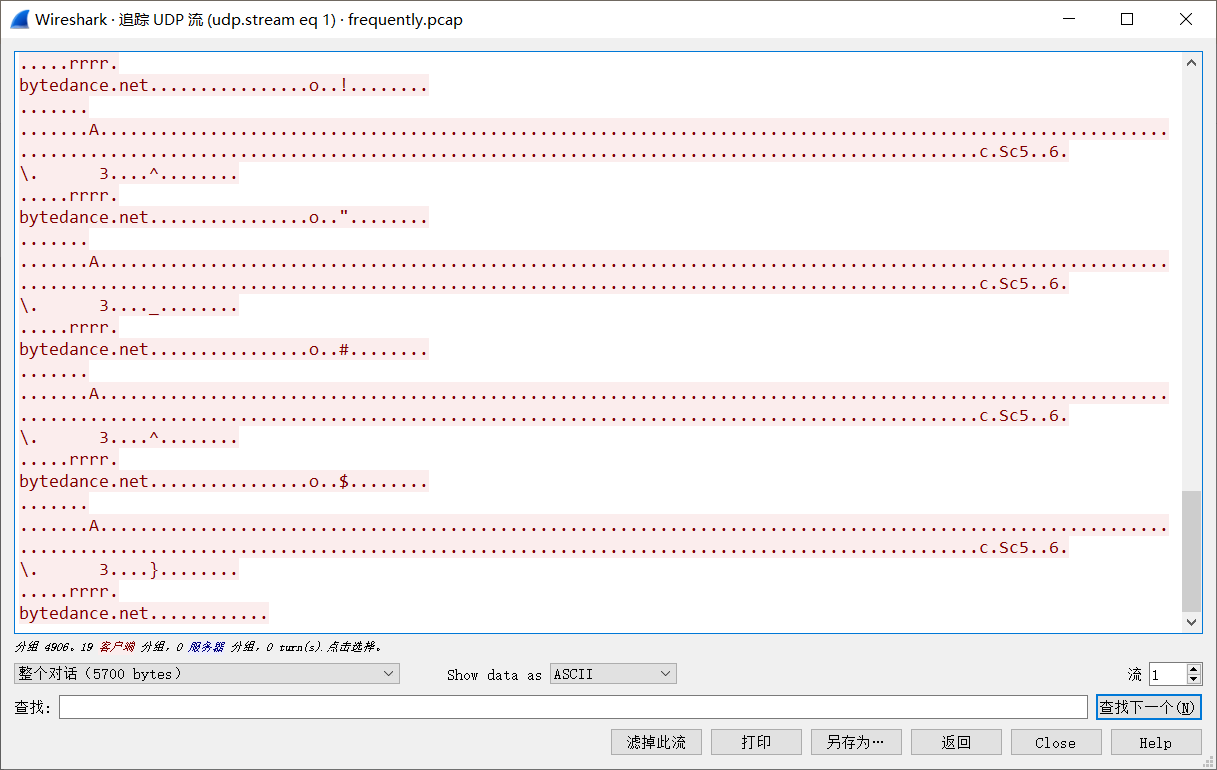 Wireshark · 追踪 UDP 流 (udp.stream eq 1) · frequently.pcap
.....rrrr.
bytedance.net................o..!........
.......
.......A...........................................................................................................
................................................................................................c.Sc5..6.
\.      3....^........
.....rrrr.
bytedance.net................o.."........
.......
.......A...........................................................................................................
................................................................................................c.Sc5..6.
\.      3...._........
.....rrrr.
bytedance.net................o..#........
.......
.......A...........................................................................................................
................................................................................................c.Sc5..6.
\.      3....^........
.....rrrr.
bytedance.net................o..$........
.......
.......A...........................................................................................................
................................................................................................c.Sc5..6.
\.      3....}........
.....rrrr.
bytedance.net............
分组 4906。19 客户端 分组, 0 服务器 分组, 0 turn(s).点击选择。
整个对话 (5700 bytes) Show data as ASCII 流 1
查找: 查找下一个(N)
滤掉此流 打印 另存为… 返回 Close Help